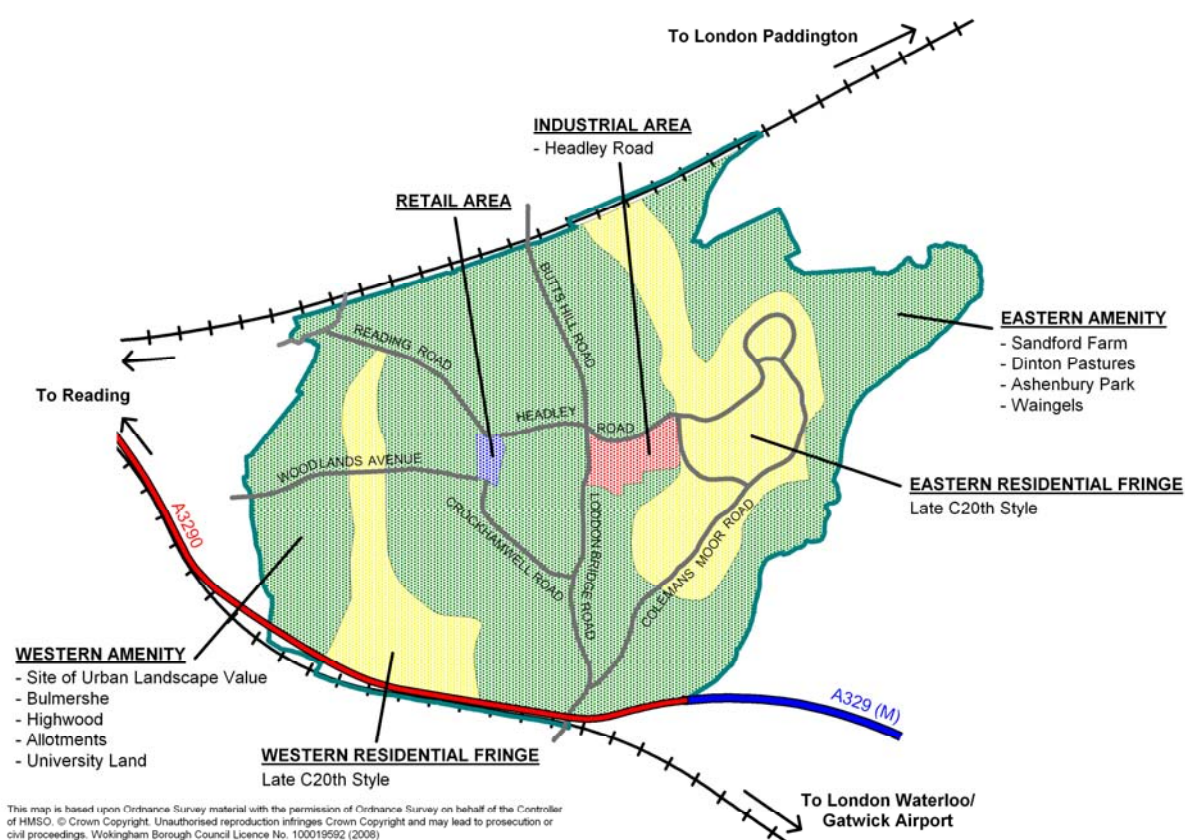 To London Paddington
INDUSTRIAL AREA
- Headley Road
RETAIL AREA
BUTTS HILL ROAD
EASTERN AMENITY
- Sandford Farm
- Dinton Pastures
- Ashenbury Park
- Waingels
READING ROAD
To Reading
HEADLEY
ROAD
WOODLANDS AVENUE
EASTERN RESIDENTIAL FRINGE
Late C20th Style
A3290
CROCKHAMWELL ROAD
LODDON BRIDGE ROAD
COLEMANS MOOR ROAD
WESTERN AMENITY
- Site of Urban Landscape Value
- Bulmershe
- Highwood
- Allotments
- University Land
A329 (M)
WESTERN RESIDENTIAL FRINGE
Late C20th Style
To London Waterloo/
Gatwick Airport
This map is based upon Ordnance Survey material with the permission of Ordnance Survey on behalf of the Controller
of HMSO. © Crown Copyright. Unauthorised reproduction infringes Crown Copyright and may lead to prosecution or
civil proceedings. Wokingham Borough Council Licence No. 100019592 (2008)